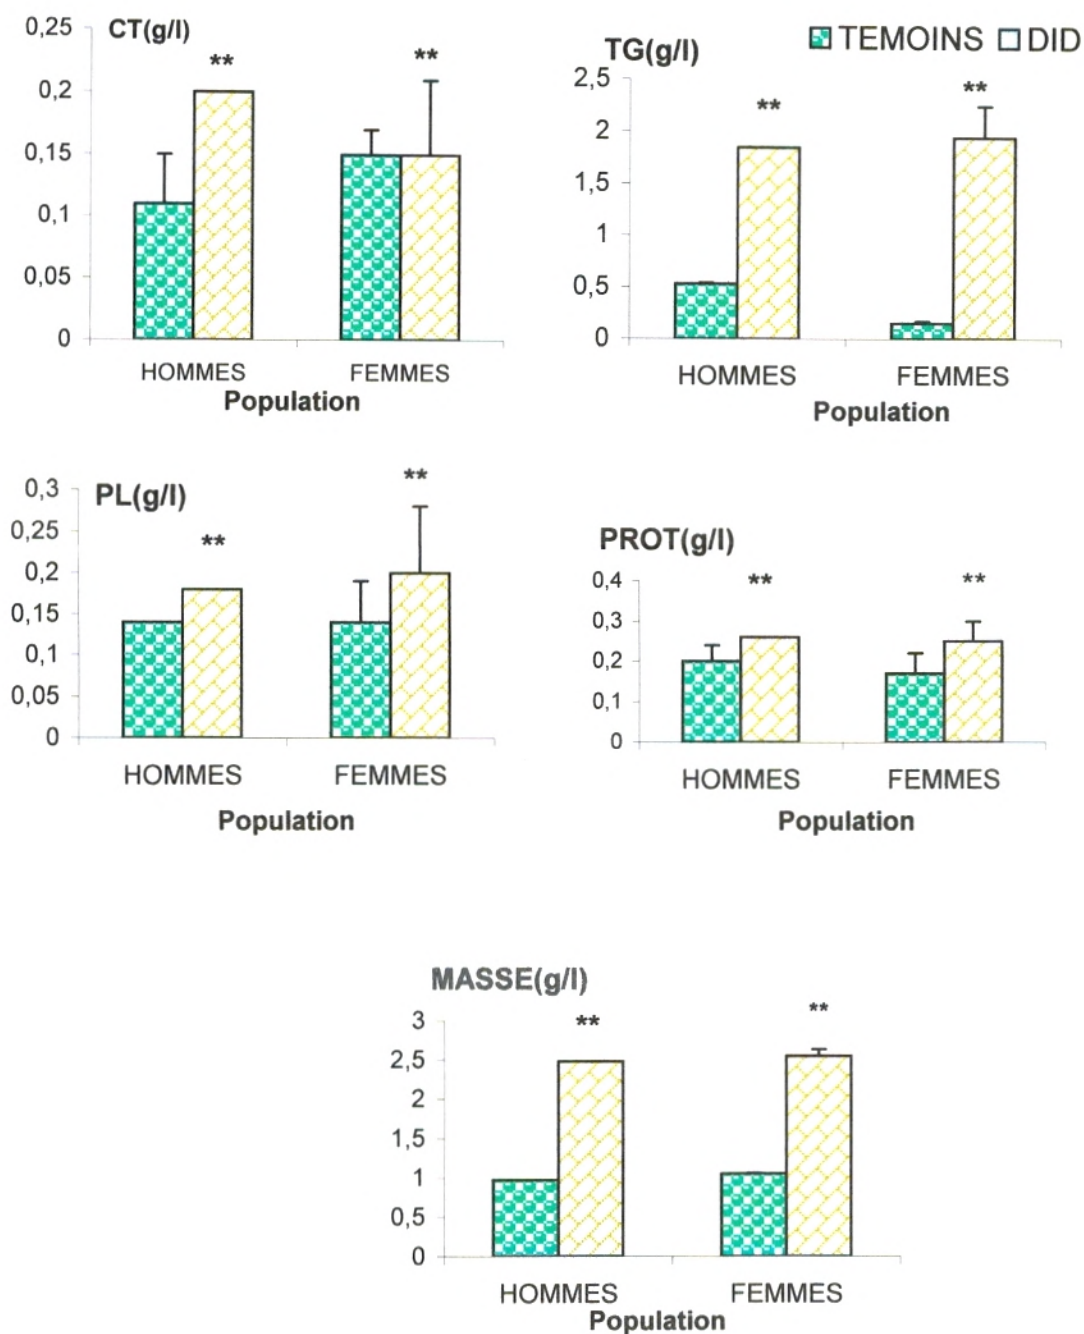 CT(g/l)
0,25
0,2
0,15
0,1
0,05
0
** **
HOMMES FEMMES
Population
TEMOINS DID
TG(g/l)
2,5
2
1,5
1
0,5
0
** **
HOMMES FEMMES
Population
PL(g/l)
0,3
0,25
0,2
0,15
0,1
0,05
0
** **
HOMMES FEMMES
Population
PROT(g/l)
0,4
0,3
0,2
0,1
0
** **
HOMMES FEMMES
Population
MASSE(g/l)
3
2,5
2
1,5
1
0,5
0
** **
HOMMES FEMMES
Population